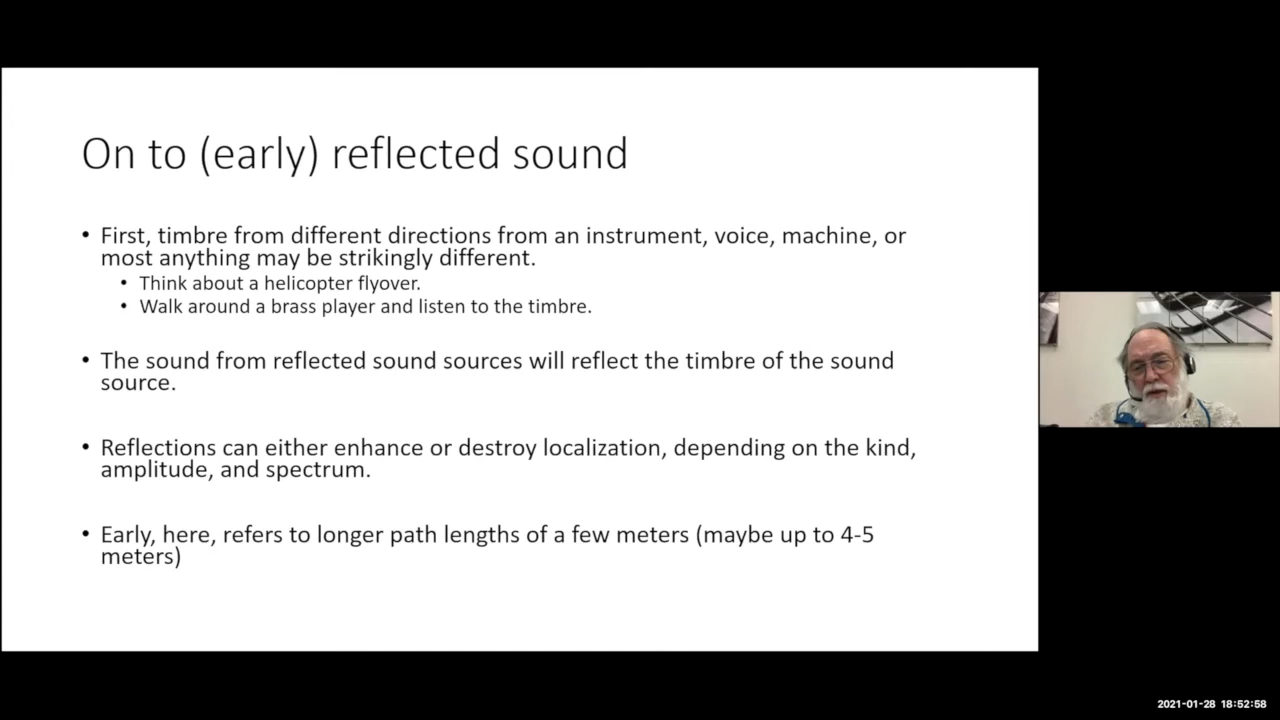 On to (early) reflected sound
• First, timbre from different directions from an instrument, voice, machine, or
most anything may be strikingly different.
• Think about a helicopter flyover.
• Walk around a brass player and listen to the timbre.
• The sound from reflected sound sources will reflect the timbre of the sound
source.
• Reflections can either enhance or destroy localization, depending on the kind,
amplitude, and spectrum.
• Early, here, refers to longer path lengths of a few meters (maybe up to 4-5
meters)
2021-01-28 18:52:58